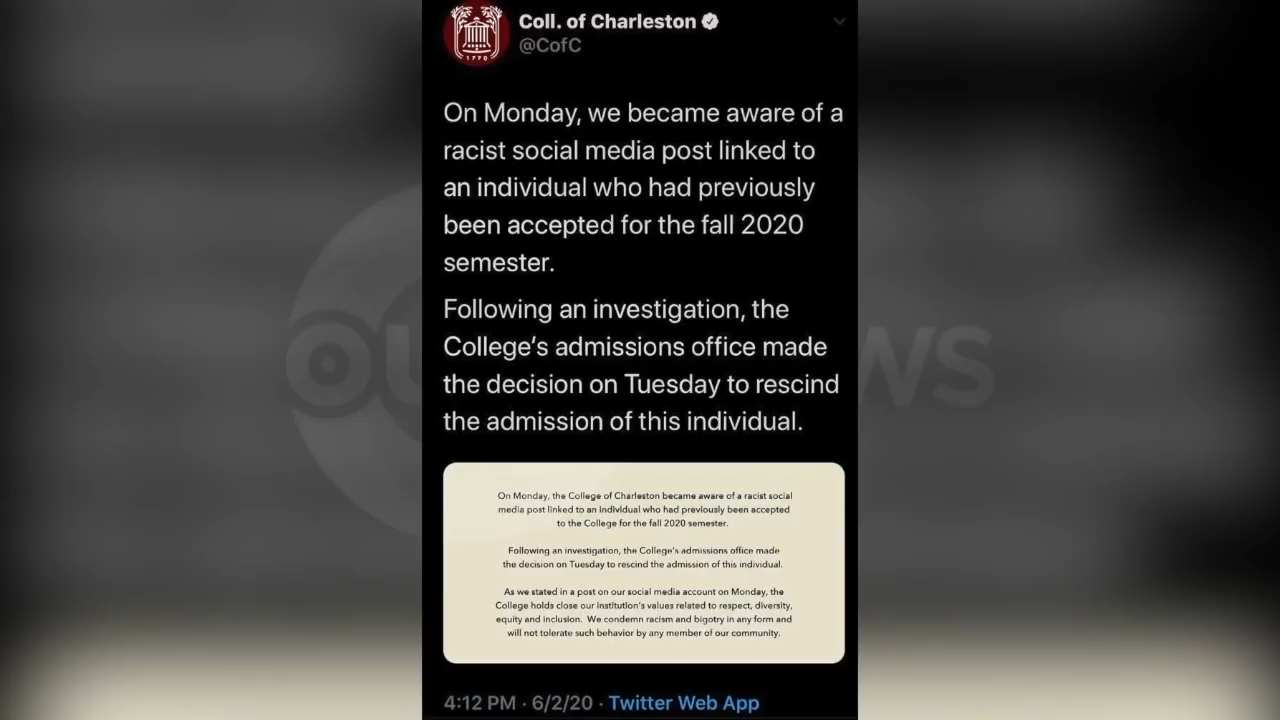 Coll. of Charleston
@CofC
On Monday, we became aware of a
racist social media post linked to
an individual who had previously
been accepted for the fall 2020
semester.
Following an investigation, the
College's admissions office made
the decision on Tuesday to rescind
the admission of this individual.
On Monday, the College of Charleston became aware of a racist social
media post linked to an individual who had previously been accepted
to the College for the fall 2020 semester.
Following an investigation, the College's admissions office made
the decision on Tuesday to rescind the admission of this individual.
As we stated in a post on our social media account on Monday, the
College holds close our institution's values related to respect, diversity,
equity and inclusion. We condemn racism and bigotry in any form and
will not tolerate such behavior by any member of our community.
4:12 PM · 6/2/20 · Twitter Web App
1770